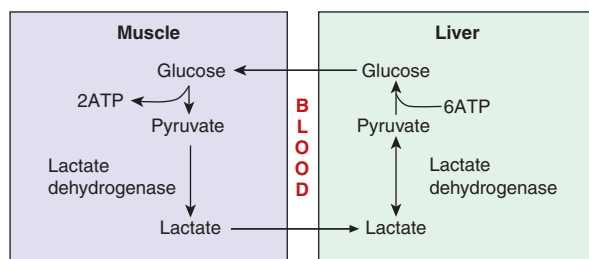 Muscle
Glucose
2ATP
Pyruvate
Lactate
dehydrogenase
Lactate
B
L
O
O
D
Liver
Glucose
6ATP
Pyruvate
Lactate
dehydrogenase
Lactate